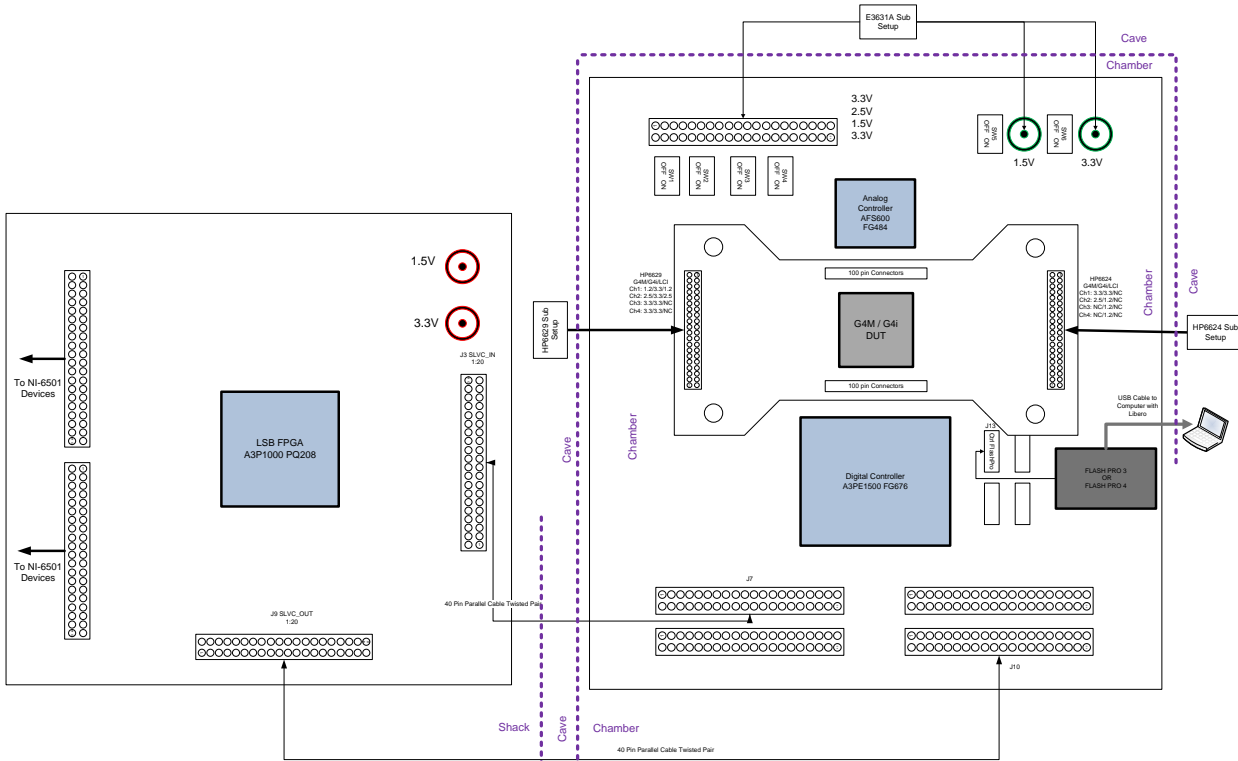 E3631A Sub
Setup
Cave
Chamber
3.3V
2.5V
1.5V
3.3V
SW1
OFF ON
SW2
OFF ON
SW3
OFF ON
SW4
OFF ON
SW5
OFF ON
1.5V
SW6
OFF ON
3.3V
Analog
Controller
AFS600
FG484
1.5V
3.3V
HP6629
G4M/G4i/LCI
Ch1: 1.2/3.3/1.2
Ch2: 2.5/3.3/2.5
Ch3: 3.3/3.3/NC
Ch4: 3.3/3.3/NC
100 pin Connectors
HP6624
G4M/G4i/LCI
Ch1: 3.3/3.3/NC
Ch2: 2.5/1.2/NC
Ch3: NC/1.2/NC
Ch4: NC/1.2/NC
Chamber
Cave
HP6629 Sub
Setup
G4M / G4i
DUT
HP6624 Sub
Setup
J3 SLVC_IN
1:20
To NI-6501
Devices
100 pin Connectors
USB Cable to
Computer with
Libero
LSB FPGA
A3P1000 PQ208
Cave
Chamber
J13
Ctrl FlashPro
Digital Controller
A3PE1500 FG676
FLASH PRO 3
OR
FLASH PRO 4
To NI-6501
Devices
J7
40 Pin Parallel Cable Twisted Pair
J9 SLVC_OUT
1:20
J10
Shack
Cave
Chamber
40 Pin Parallel Cable Twisted Pair